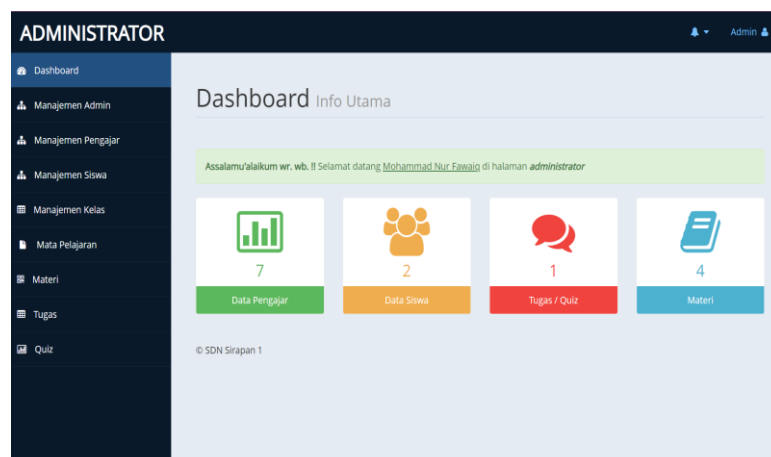 ADMINISTRATOR
Admin
Dashboard
Manajemen Admin
Manajemen Pengajar
Manajemen Siswa
Manajemen Kelas
Mata Pelajaran
Materi
Tugas
Quiz
Dashboard Info Utama
Assalamu'alaikum wr. wb. !! Selamat datang Mohammad Nur Fawaiq di halaman administrator
7
Data Pengajar
2
Data Siswa
1
Tugas / Quiz
4
Materi
© SDN Sirapan 1